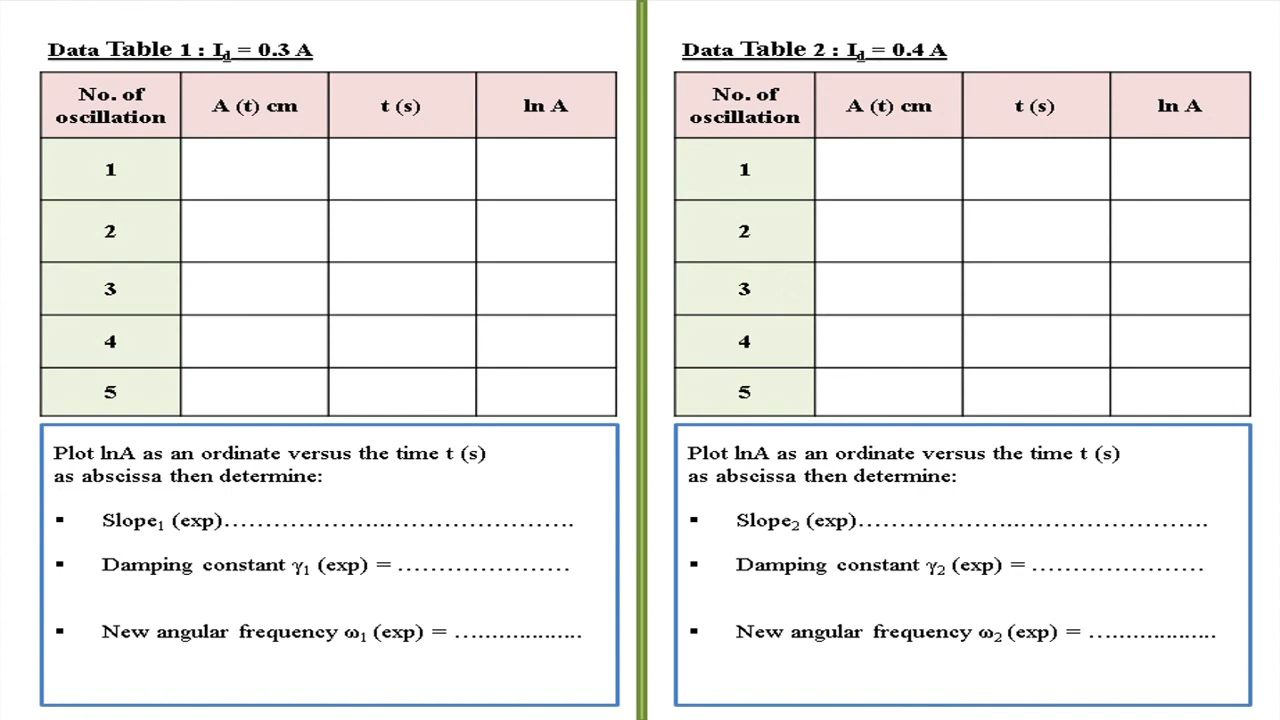 Data Table 1 : I_d = 0.3 A
No. of oscillation | A (t) cm | t (s) | ln A
1
2
3
4
5
Plot lnA as an ordinate versus the time t (s)
as abscissa then determine:
▪ Slope₁ (exp)……………….…………………….
▪ Damping constant γ₁ (exp) = …………………
▪ New angular frequency ω₁ (exp) = ….................
Data Table 2 : I_d = 0.4 A
No. of oscillation | A (t) cm | t (s) | ln A
1
2
3
4
5
Plot lnA as an ordinate versus the time t (s)
as abscissa then determine:
▪ Slope₂ (exp)……………….…………………….
▪ Damping constant γ₂ (exp) = …………………
▪ New angular frequency ω₂ (exp) = ….................